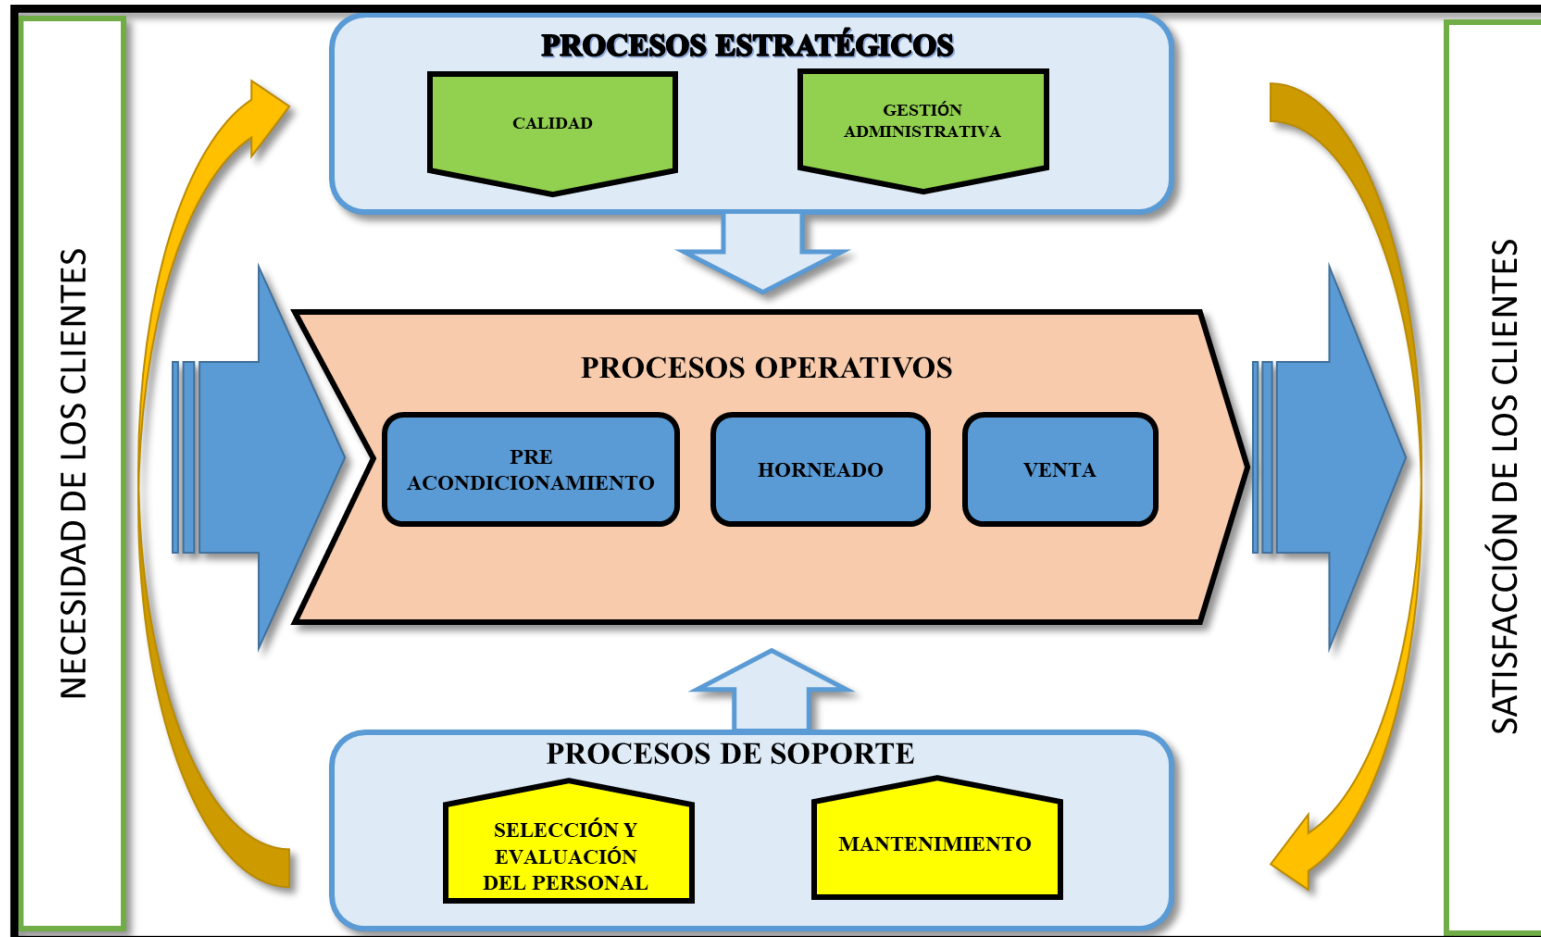 NECESIDAD DE LOS CLIENTES
PROCESOS ESTRATÉGICOS
CALIDAD
GESTIÓN
ADMINISTRATIVA
PROCESOS OPERATIVOS
PRE
ACONDICIONAMIENTO
HORNEADO
VENTA
PROCESOS DE SOPORTE
SELECCIÓN Y
EVALUACIÓN
DEL PERSONAL
MANTENIMIENTO
SATISFACCIÓN DE LOS CLIENTES